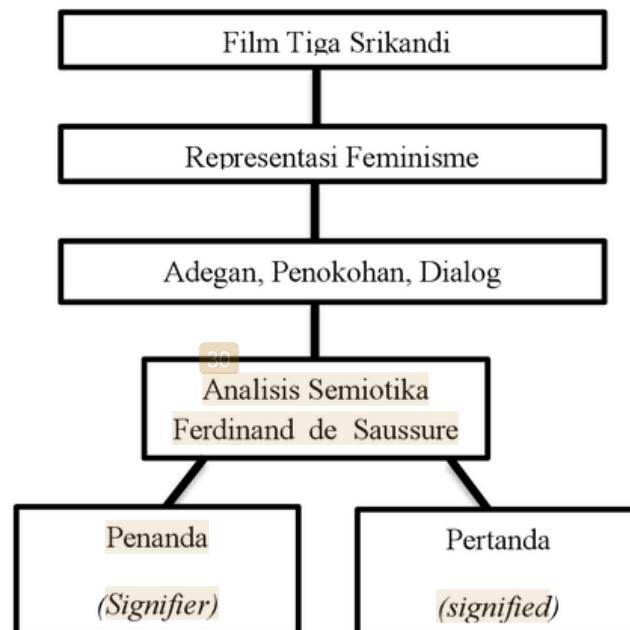 Film Tiga Srikandi
Representasi Feminisme
Adegan, Penokohan, Dialog
30
Analisis Semiotika
Ferdinand de Saussure
Penanda
(Signifier)
Pertanda
(signified)